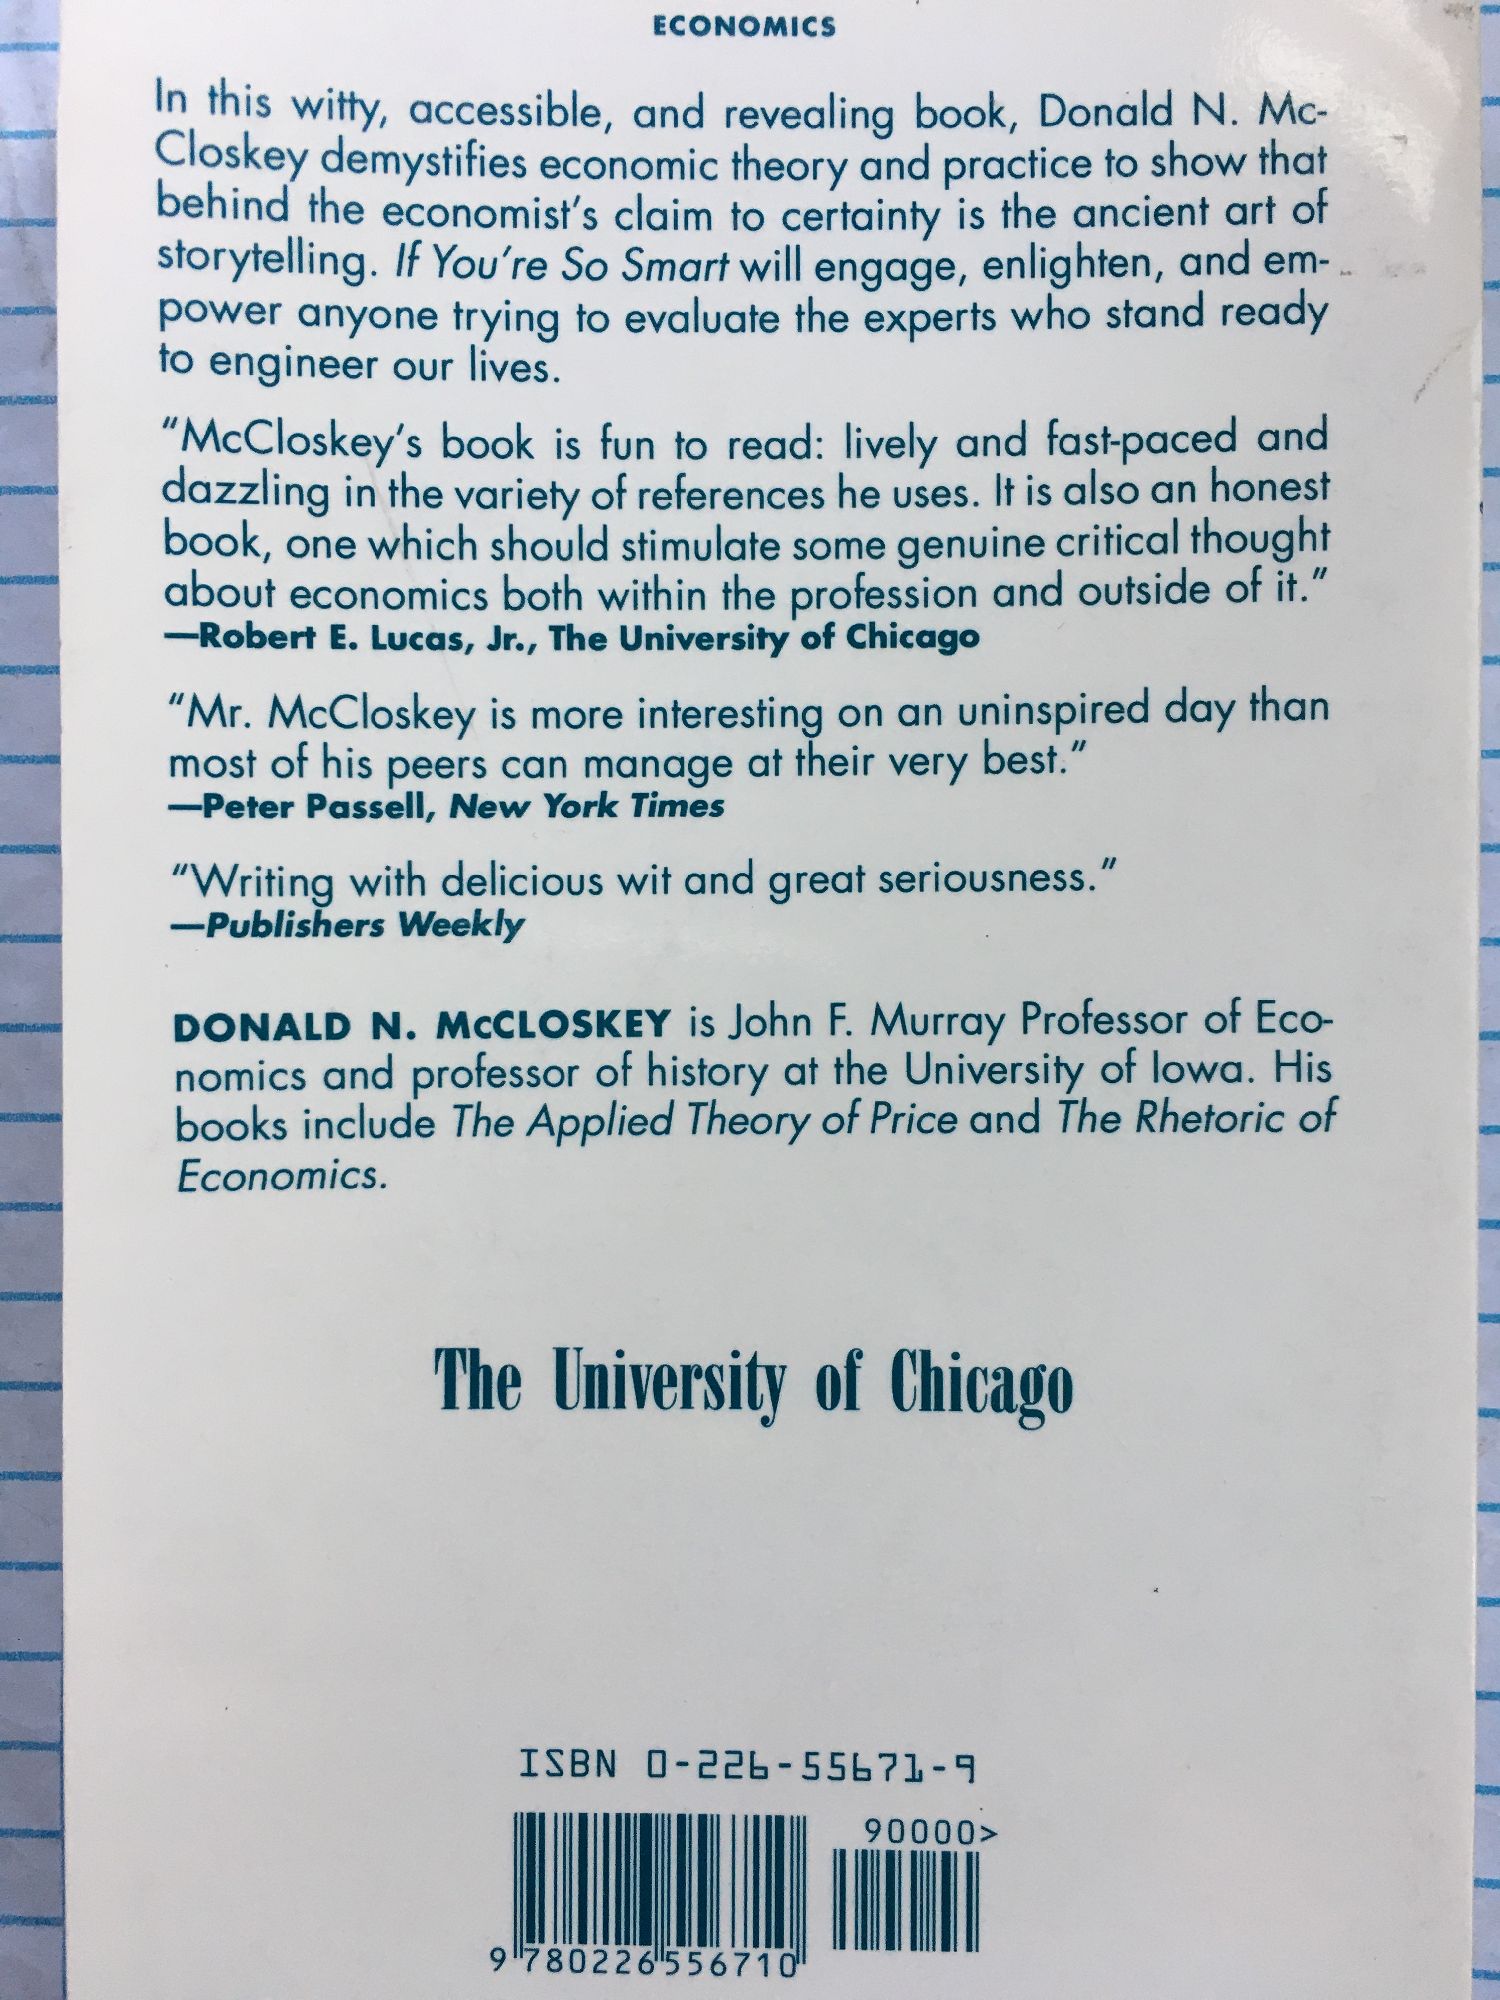 ECONOMICS
In this witty, accessible, and revealing book, Donald N. Mc-
Closkey demystifies economic theory and practice to show that
behind the economist's claim to certainty is the ancient art of
storytelling. If You're So Smart will engage, enlighten, and em-
power anyone trying to evaluate the experts who stand ready
to engineer our lives.
"McCloskey's book is fun to read: lively and fast-paced and
dazzling in the variety of references he uses. It is also an honest
book, one which should stimulate some genuine critical thought
about economics both within the profession and outside of it."
—Robert E. Lucas, Jr., The University of Chicago
"Mr. McCloskey is more interesting on an uninspired day than
most of his peers can manage at their very best."
—Peter Passell, New York Times
"Writing with delicious wit and great seriousness."
—Publishers Weekly
DONALD N. McCLOSKEY is John F. Murray Professor of Eco-
nomics and professor of history at the University of Iowa. His
books include The Applied Theory of Price and The Rhetoric of
Economics.
The University of Chicago
ISBN 0-226-55671-9
90000>
9 780226 556710